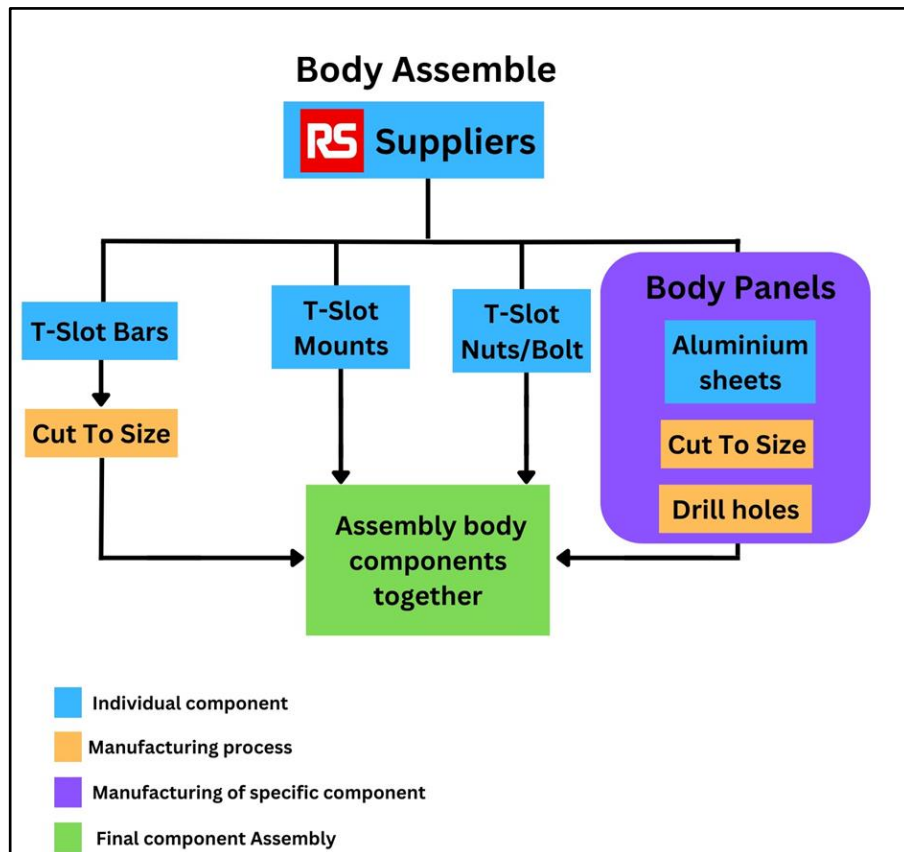 Body Assemble
RS Suppliers
T-Slot Bars
T-Slot
Mounts
T-Slot
Nuts/Bolt
Body Panels
Aluminium
sheets
Cut To Size
Cut To Size
Drill holes
Assembly body
components
together
Individual component
Manufacturing process
Manufacturing of specific component
Final component Assembly